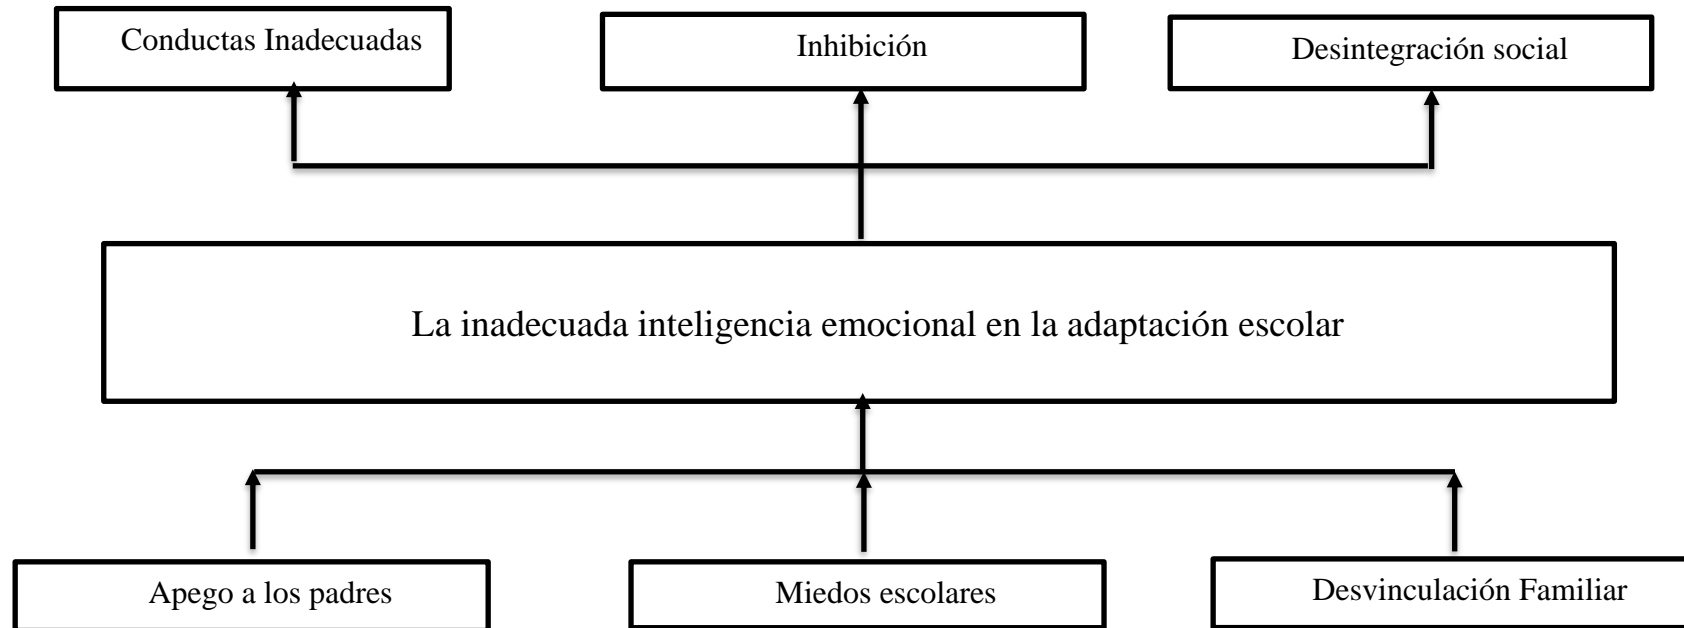 Conductas Inadecuadas
Inhibición
Desintegración social
La inadecuada inteligencia emocional en la adaptación escolar
Apego a los padres
Miedos escolares
Desvinculación Familiar